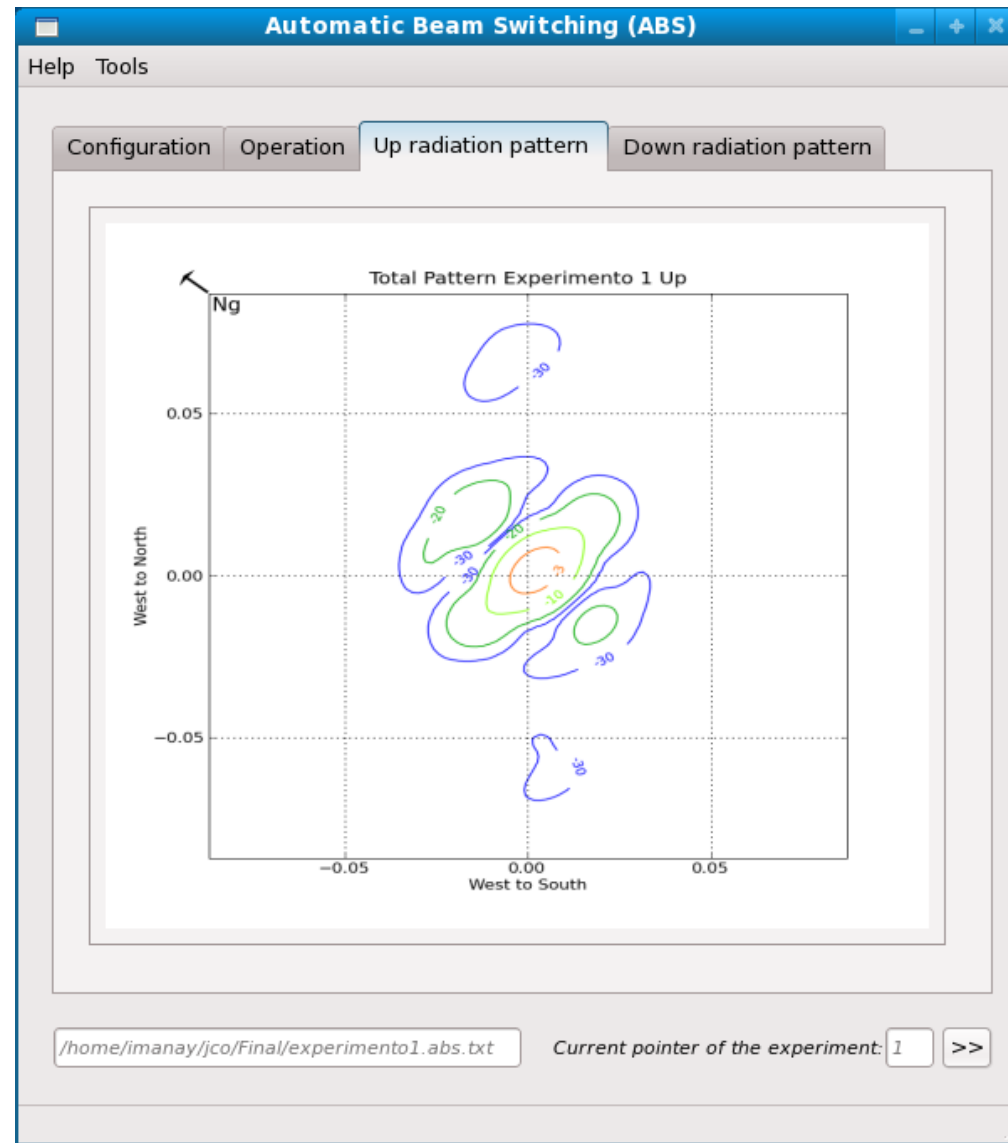 Automatic Beam Switching (ABS)
Help Tools
Configuration Operation Up radiation pattern Down radiation pattern
Total Pattern Experimento 1 Up
Ng
-30
0.05
-20
-20
-30
-30
-3
-10
0.00
West to North
-30
-0.05
-30
-0.05 0.00 0.05
West to South
/home/imanay/jco/Final/experimento1.abs.txt Current pointer of the experiment: 1 >>